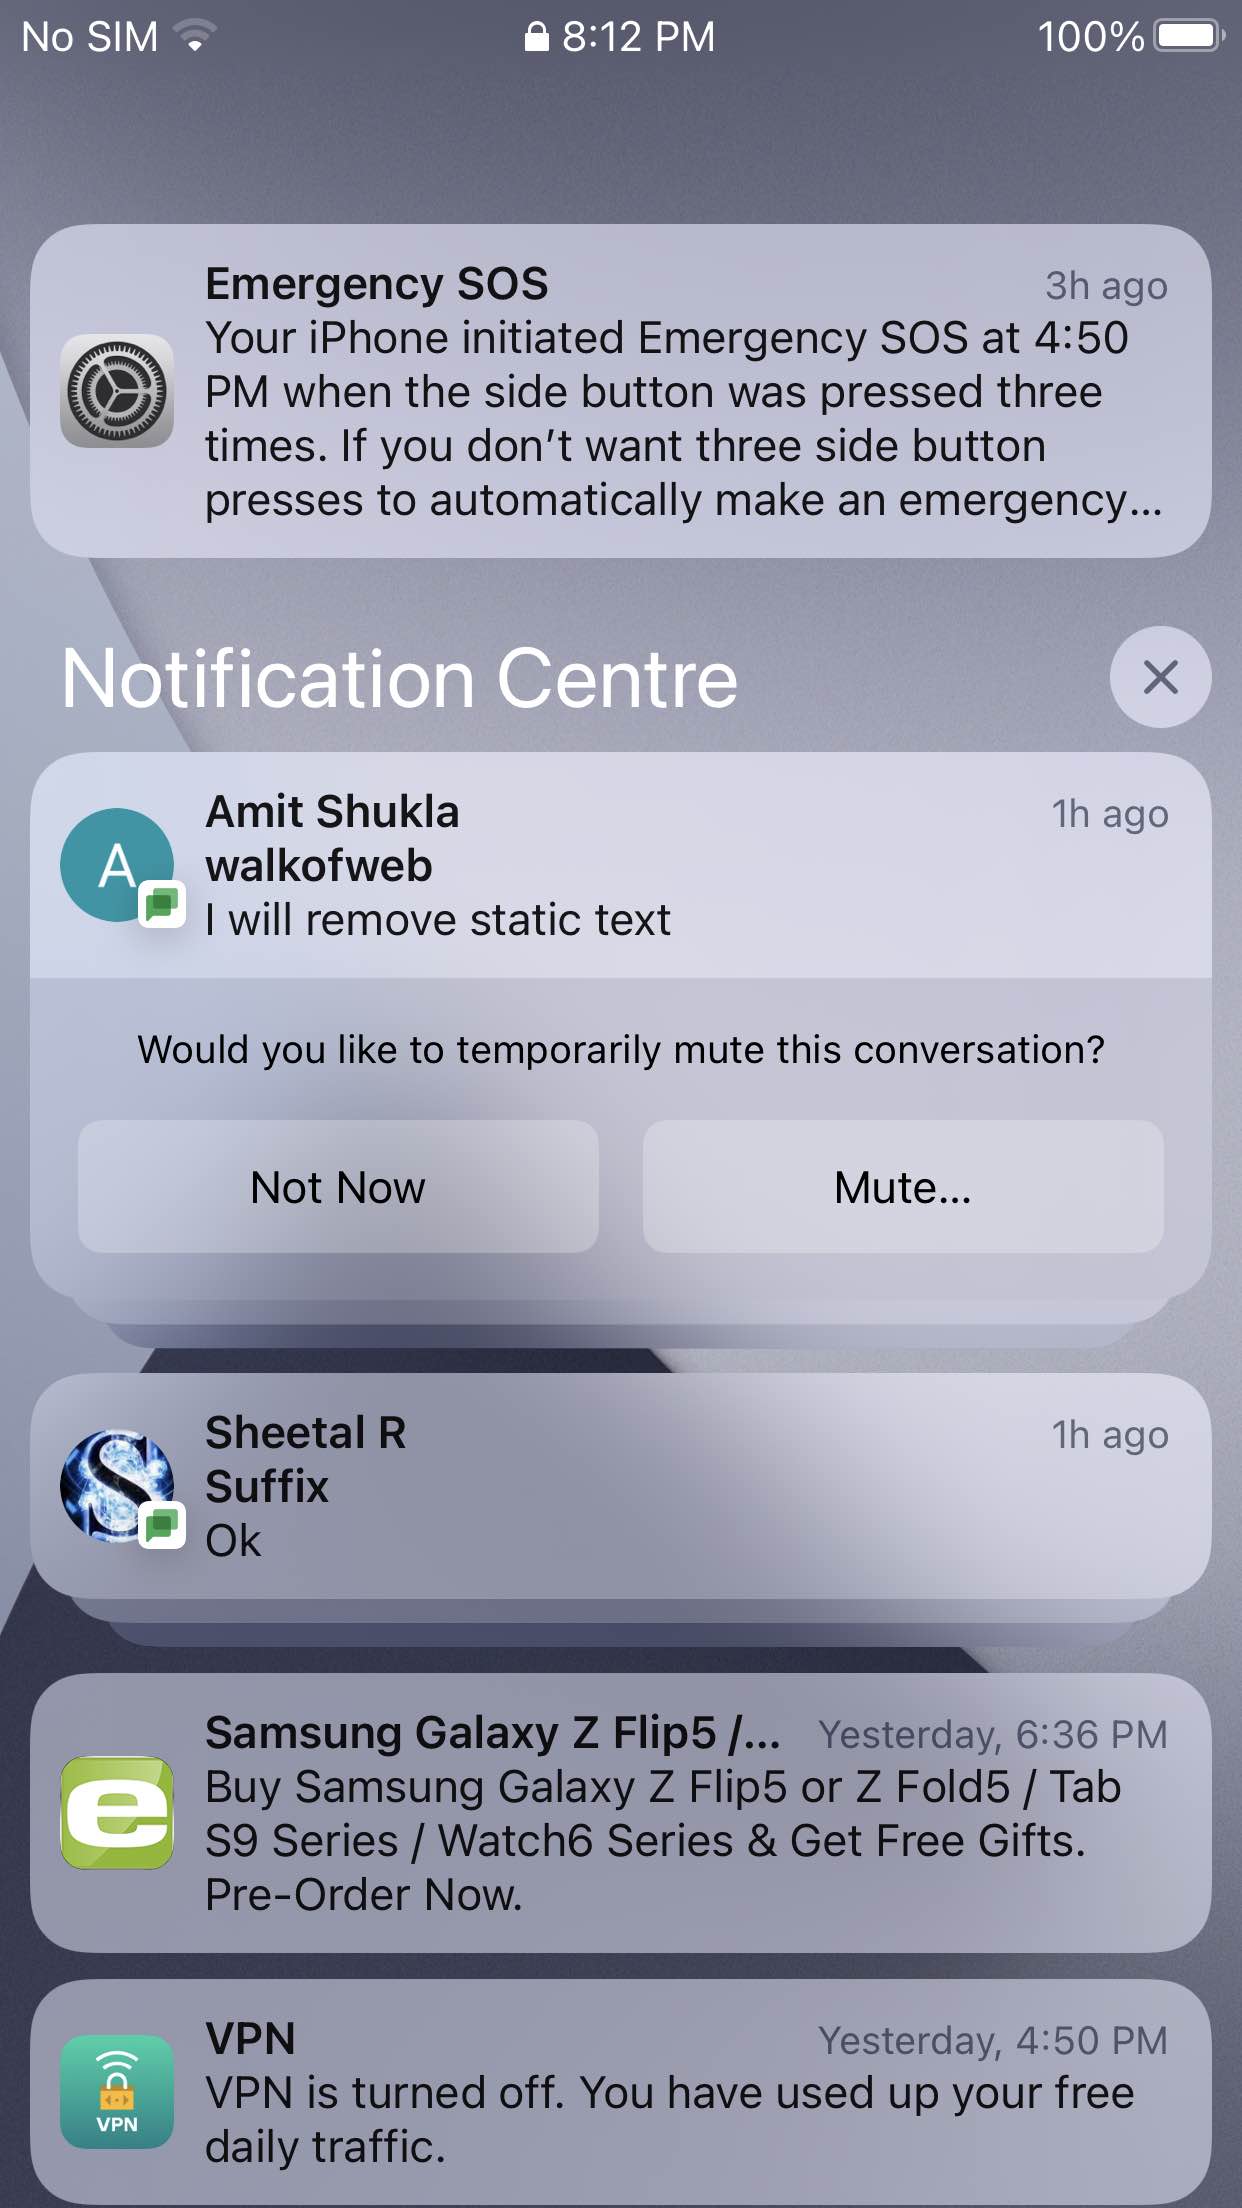 No SIM 8:12 PM 100%
Emergency SOS 3h ago
Your iPhone initiated Emergency SOS at 4:50
PM when the side button was pressed three
times. If you don’t want three side button
presses to automatically make an emergency...
Notification Centre
A
Amit Shukla 1h ago
walkofweb
I will remove static text
Would you like to temporarily mute this conversation?
Not Now Mute...
S
Sheetal R 1h ago
Suffix
Ok
e
Samsung Galaxy Z Flip5 /... Yesterday, 6:36 PM
Buy Samsung Galaxy Z Flip5 or Z Fold5 / Tab
S9 Series / Watch6 Series & Get Free Gifts.
Pre-Order Now.
VPN
VPN Yesterday, 4:50 PM
VPN is turned off. You have used up your free
daily traffic.